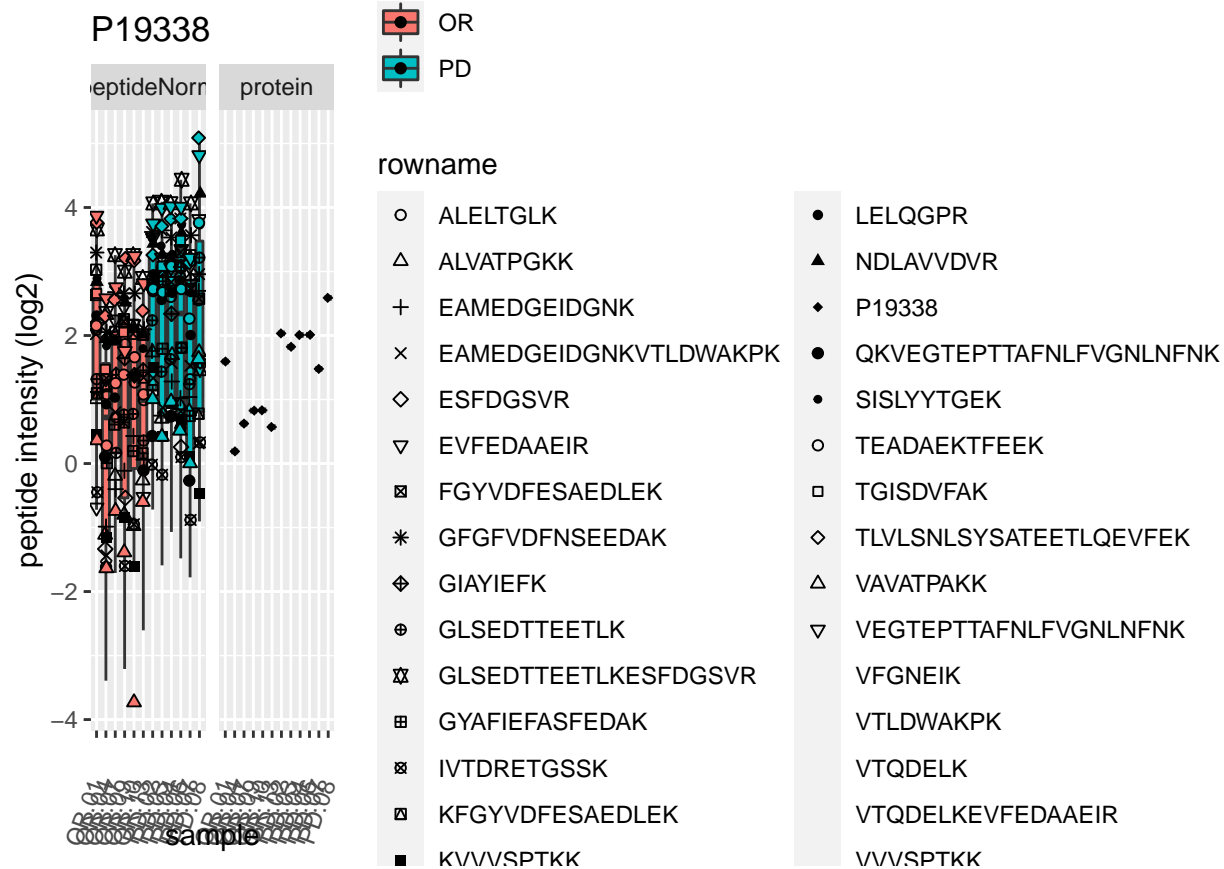 P19338
OR
PD
protein
rowname
ALELTGLK
ALVATPGKK
EAMEDGEIDGNK
EAMEDGEIDGNKVTLDWAKPK
ESFDGSVR
EVFEDAAEIR
FGYVDFESAEDLEK
GFGFVDFNSEEDAK
GIAYIEFK
GLSEDTTEETLK
GLSEDTTEETLKESFDGSVR
GYAFIEFASFEDAK
IVTDRETGSSK
KFGYVDFESAEDLEK
KVVVSPTKK
LELQGPR
NDLAVVDVR
P19338
QKVEGTEPTTAFNLFVGNLNFNK
SISLYYTGEK
TEADAEKTFEEK
TGISDVFAK
TLVLSNLSYSATEETLQEVFEK
VAVATPAKK
VEGTEPTTAFNLFVGNLNFNK
VFGNEIK
VTLDWAKPK
VTQDELK
VTQDELKEVFEDAAEIR
VVVSPTKK
peptide intensity (log2)
4
2
0
−2
−4
sample